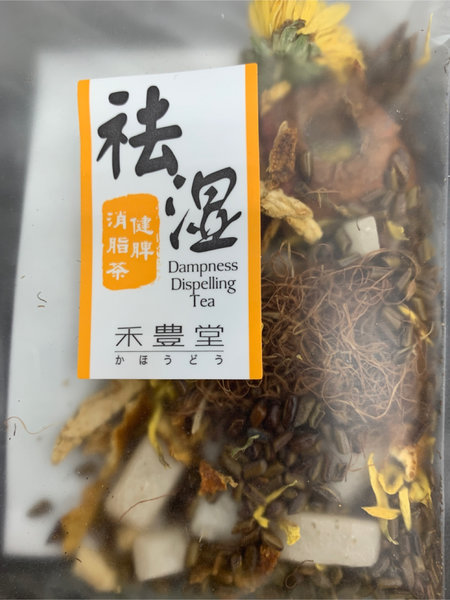 祛湿
健脾
消脂茶
Dampness
Dispelling
Tea
禾豊堂
かほうどう